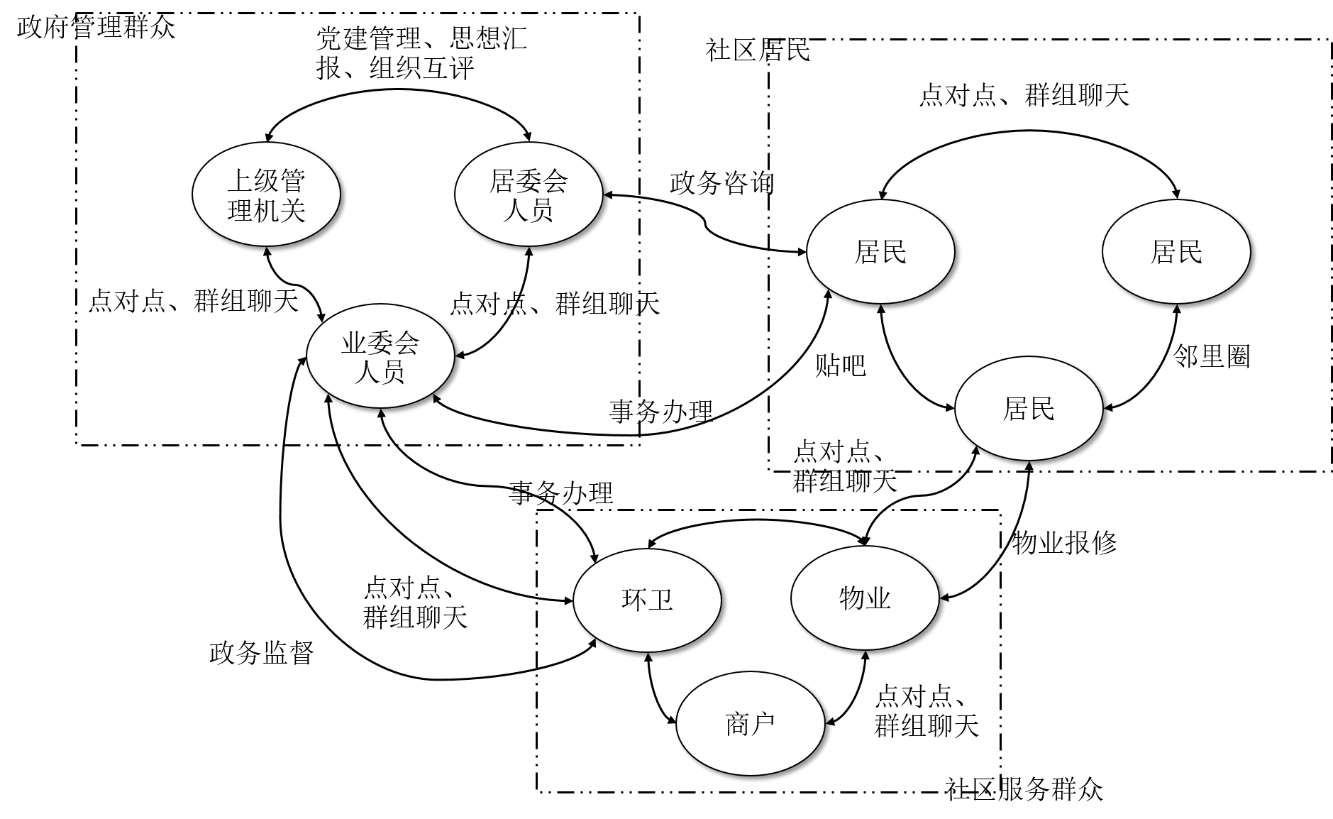 政府管理群众
党建管理、思想汇
报、组织互评
社区居民
点对点、群组聊天
上级管
理机关
居委会
人员
政务咨询
居民
居民
点对点、群组聊天
点对点、群组聊天
业委会
人员
贴吧
邻里圈
居民
事务办理
点对点、
群组聊天
事务办理
物业报修
点对点、
群组聊天
环卫
物业
政务监督
商户
点对点、
群组聊天
社区服务群众